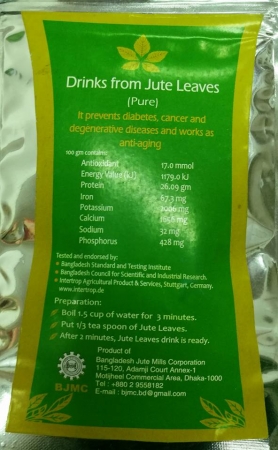 Drinks from Jute Leaves
(Pure)
It prevents diabetes, cancer and
degenerative diseases and works as
anti-aging
100 gm contains:
Antioxidant 17.0 mmol
Energy Value (kJ) 1179.0 kJ
Protein 26.09 gm
Iron 67.3 mg
Potassium mg
Calcium mg
Sodium 32 mg
Phosphorus 428 mg
Tested and endorsed by:
Bangladesh Standard and Testing Institute
Bangladesh Council for Scientific and Industrial Research.
Intertrop Agricultural Product & Services, Stuttgart, Germany.
www.intertrop.de
Preparation:
Boil 1.5 cup of water for 3 minutes.
Put 1/3 tea spoon of Jute Leaves.
After 2 minutes, Jute Leaves drink is ready.
Product of
Bangladesh Jute Mills Corporation
115-120, Adamji Court Annex-1
Motijheel Commercial Area, Dhaka-1000
Tel : +880 2 9558182
E-mail : bjmc.bd@gmail.com
BJMC